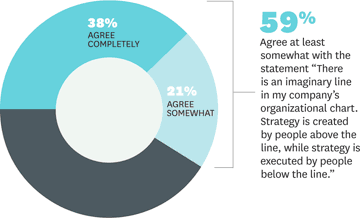 38%
AGREE
COMPLETELY
21%
AGREE
SOMEWHAT
59%
Agree at least
somewhat with the
statement “There
is an imaginary line
in my company’s
organizational chart.
Strategy is created
by people above the
line, while strategy is
executed by people
below the line.”